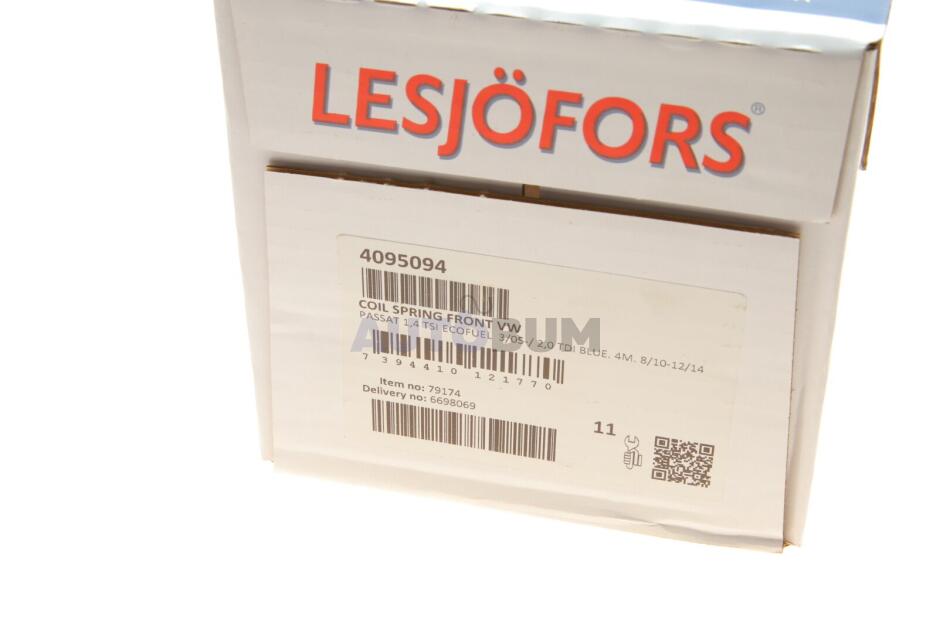 LESJÖFORS®
4095094
COIL SPRING FRONT VW
PASSAT 1,4 TSI ECOFUEL 3/05-/ 2,0 TDI BLUE. 4M. 8/10-12/14
AUTOBUM
7 394410 121770
Item no: 79174
Delivery no: 6698069
11